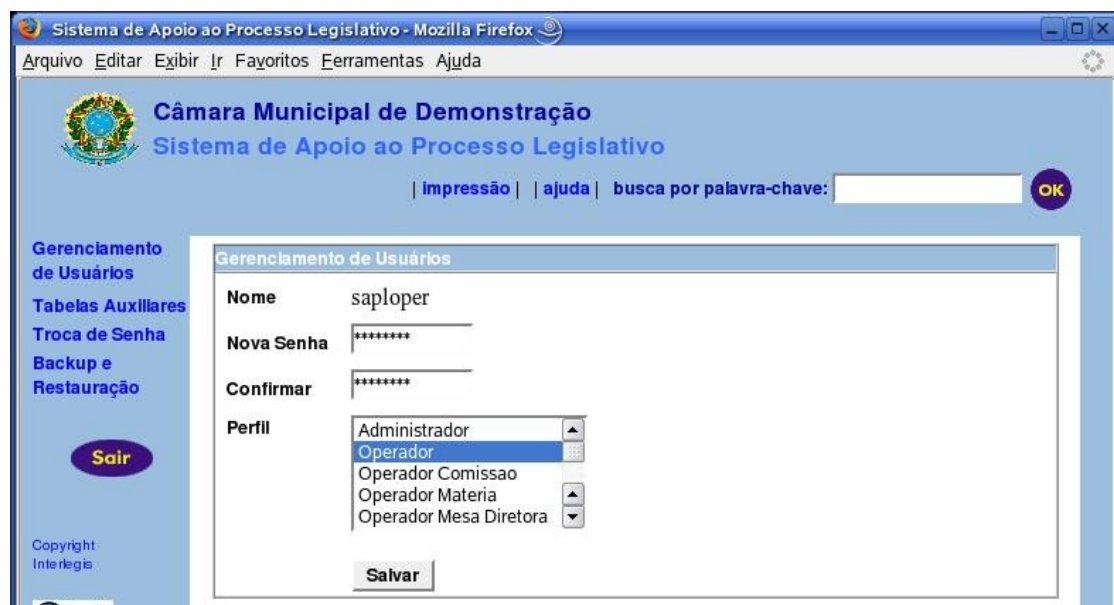 Sistema de Apoio ao Processo Legislativo - Mozilla Firefox
Arquivo Editar Exibir Ir Favoritos Ferramentas Ajuda
Câmara Municipal de Demonstração
Sistema de Apoio ao Processo Legislativo
| impressão | | ajuda | busca por palavra-chave: OK
Gerenciamento
de Usuários
Tabelas Auxiliares
Troca de Senha
Backup e
Restauração
Sair
Copyright
Interlegis
Gerenciamento de Usuários
Nome saploper
Nova Senha ********
Confirmar ********
Perfil Administrador
Operador
Operador Comissao
Operador Materia
Operador Mesa Diretora
Salvar